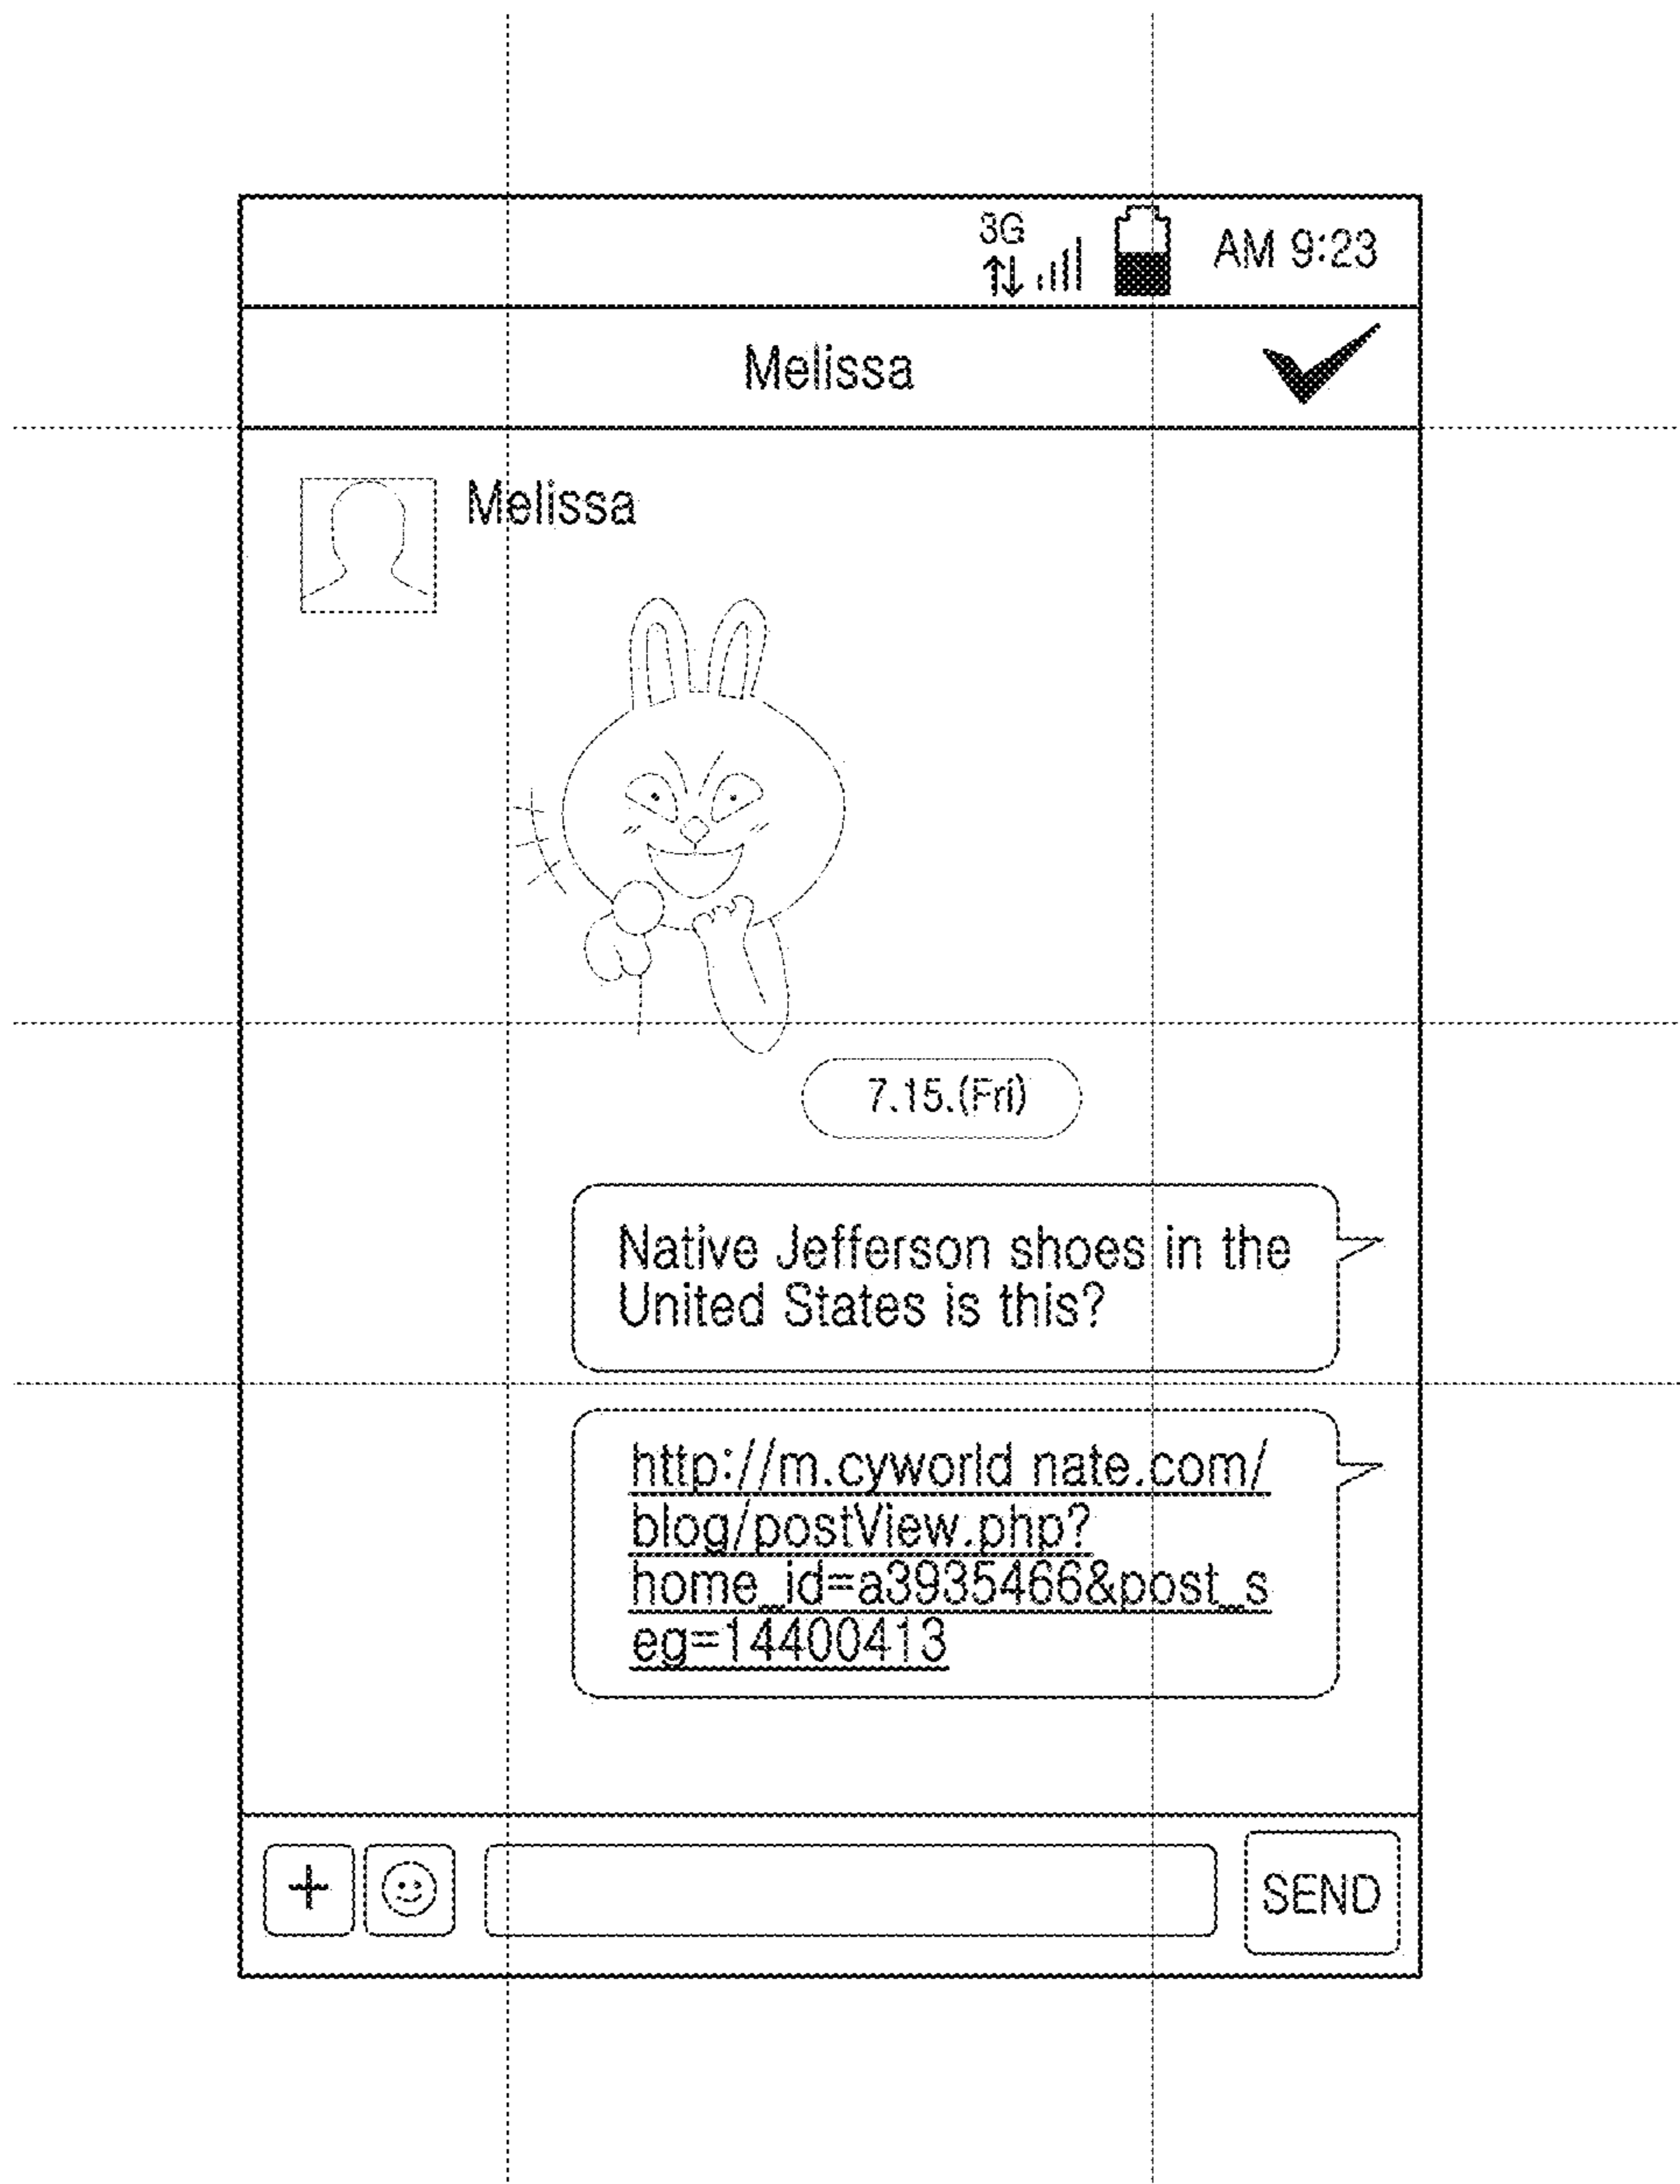 3G
AM 9:23
Melissa
Melissa
7.15.(Fri)
Native Jefferson shoes in the
United States is this?
http://m.cyworld nate.com/
blog/postView.php?
home_id=a3935466&post_s
eg=14400413
+
SEND